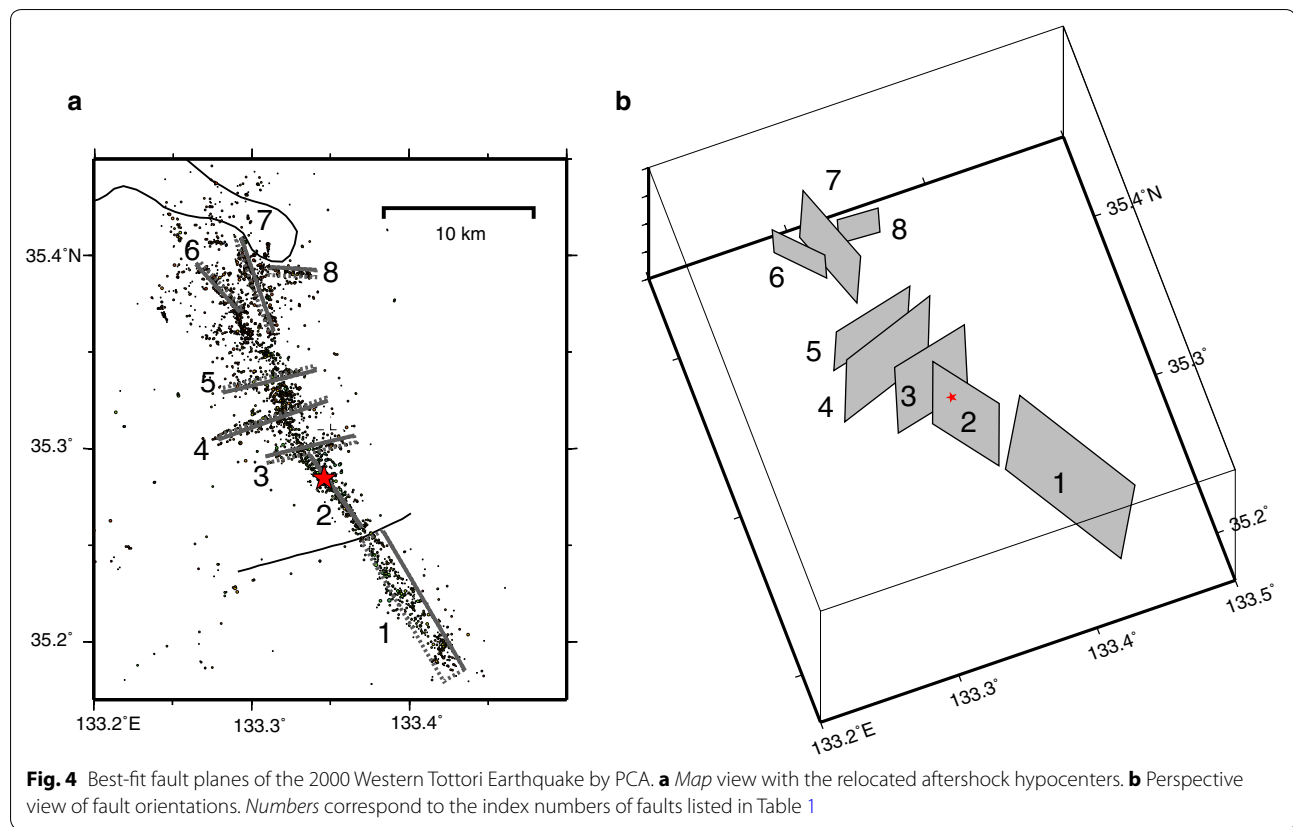 a
b
7
6
8
10 km
5
4
3
2
1
35.4˚N
35.3˚
35.2˚
133.2˚E
133.3˚
133.4˚
7
8
6
5
4
3
2
1
35.4˚N
35.3˚
35.2˚
133.5˚
133.4˚
133.3˚
133.2˚E
Fig. 4 Best-fit fault planes of the 2000 Western Tottori Earthquake by PCA. a Map view with the relocated aftershock hypocenters. b Perspective
view of fault orientations. Numbers correspond to the index numbers of faults listed in Table 1